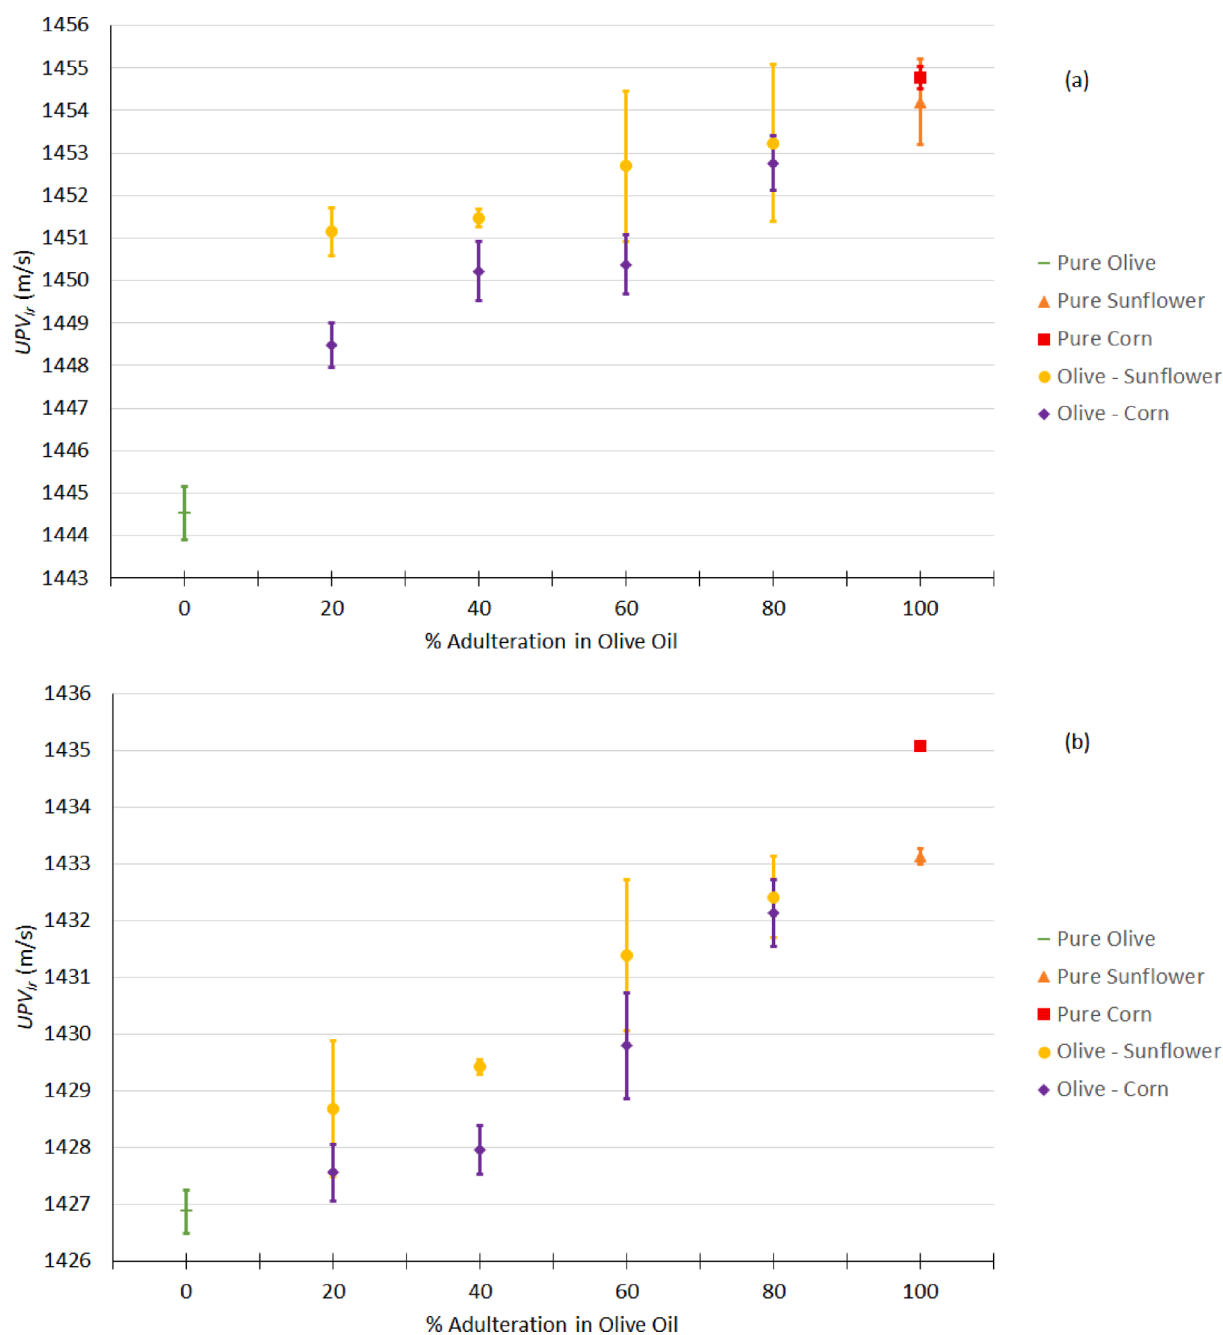 1456
1455
1454
1453
1452
1451
1450
1449
1448
1447
1446
1445
1444
1443
UPV (m/s)
0 20 40 60 80 100
% Adulteration in Olive Oil
(a)
Pure Olive
Pure Sunflower
Pure Corn
Olive - Sunflower
Olive - Corn
1436
1435
1434
1433
1432
1431
1430
1429
1428
1427
1426
UPV (m/s)
0 20 40 60 80 100
% Adulteration in Olive Oil
(b)
Pure Olive
Pure Sunflower
Pure Corn
Olive - Sunflower
Olive - Corn